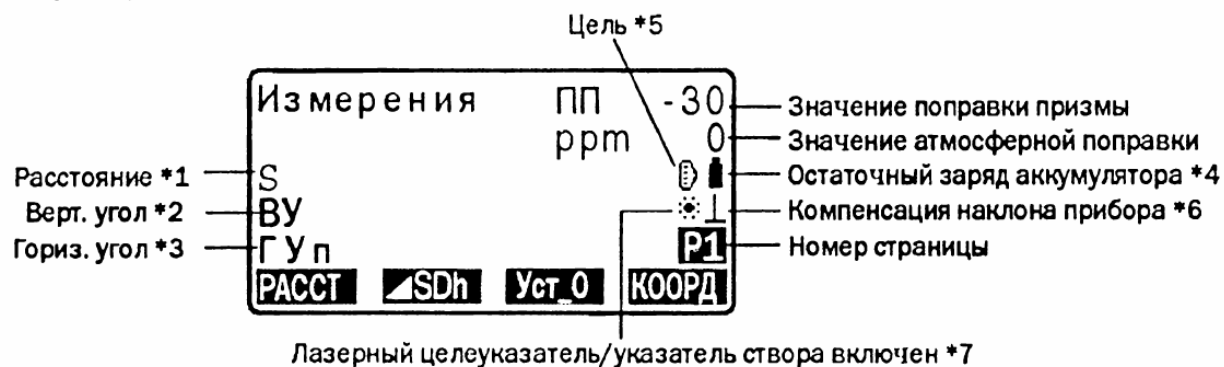 Цель *5
Измерения ПП -30
Значение поправки призмы
ppm 0
Значение атмосферной поправки
Расстояние *1
S
Остаточный заряд аккумулятора *4
Верт. угол *2
ВУ
Компенсация наклона прибора *6
Гориз. угол *3
ГУп
P1
Номер страницы
РАССТ ◢SDh Уст_0 КООРД
Лазерный целеуказатель/указатель створа включен *7